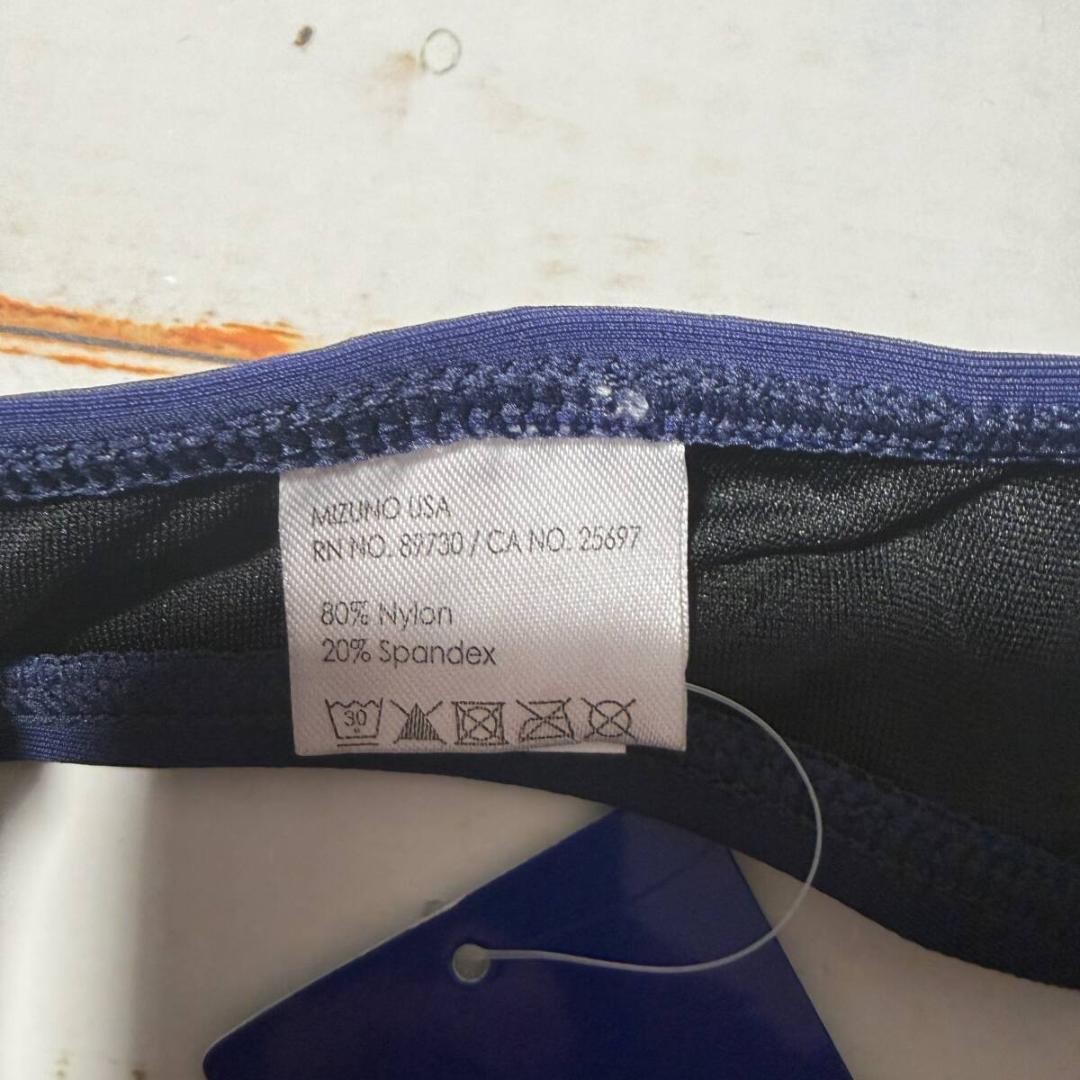 MIZUNO USA
RN NO. 89730 / CA NO. 25697
80% Nylon
20% Spandex
30